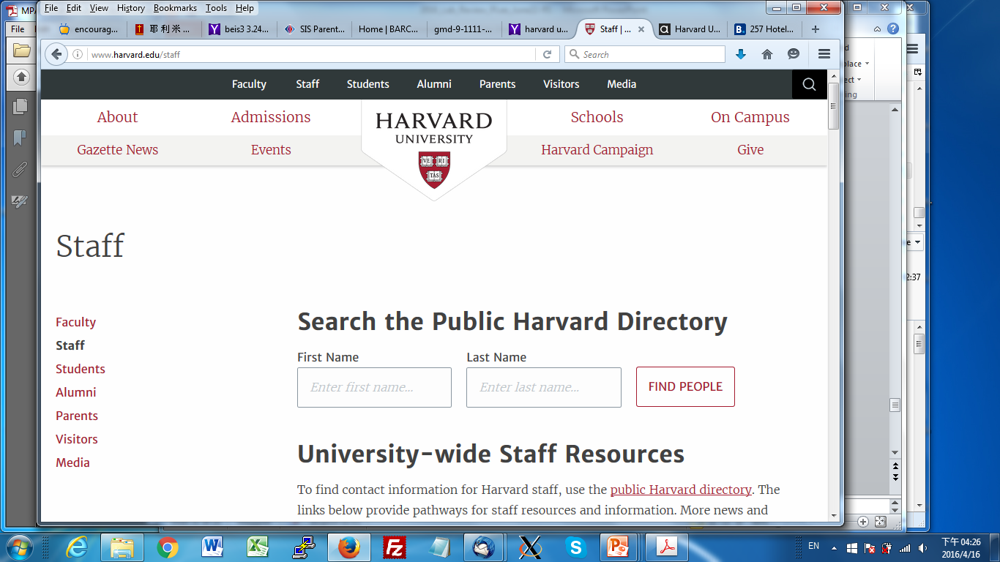 MPA
File
File Edit View History Bookmarks Tools Help
encourag...
耶 利 米 ...
beis3 3.24...
SIS Parent...
Home | BARC...
gmd-9-1111-...
harvard u...
Staff | ...
Harvard U...
257 Hotel...
www.harvard.edu/staff
Search
Faculty Staff Students Alumni Parents Visitors Media
About Admissions Schools On Campus
HARVARD
UNIVERSITY
VE RI
TAS
Gazette News Events Harvard Campaign Give
Staff
Faculty
Staff
Students
Alumni
Parents
Visitors
Media
Search the Public Harvard Directory
First Name Last Name
Enter first name... Enter last name... FIND PEOPLE
University-wide Staff Resources
To find contact information for Harvard staff, use the public Harvard directory. The
links below provide pathways for staff resources and information. More news and
2:37
EN
下午 04:26
2016/4/16